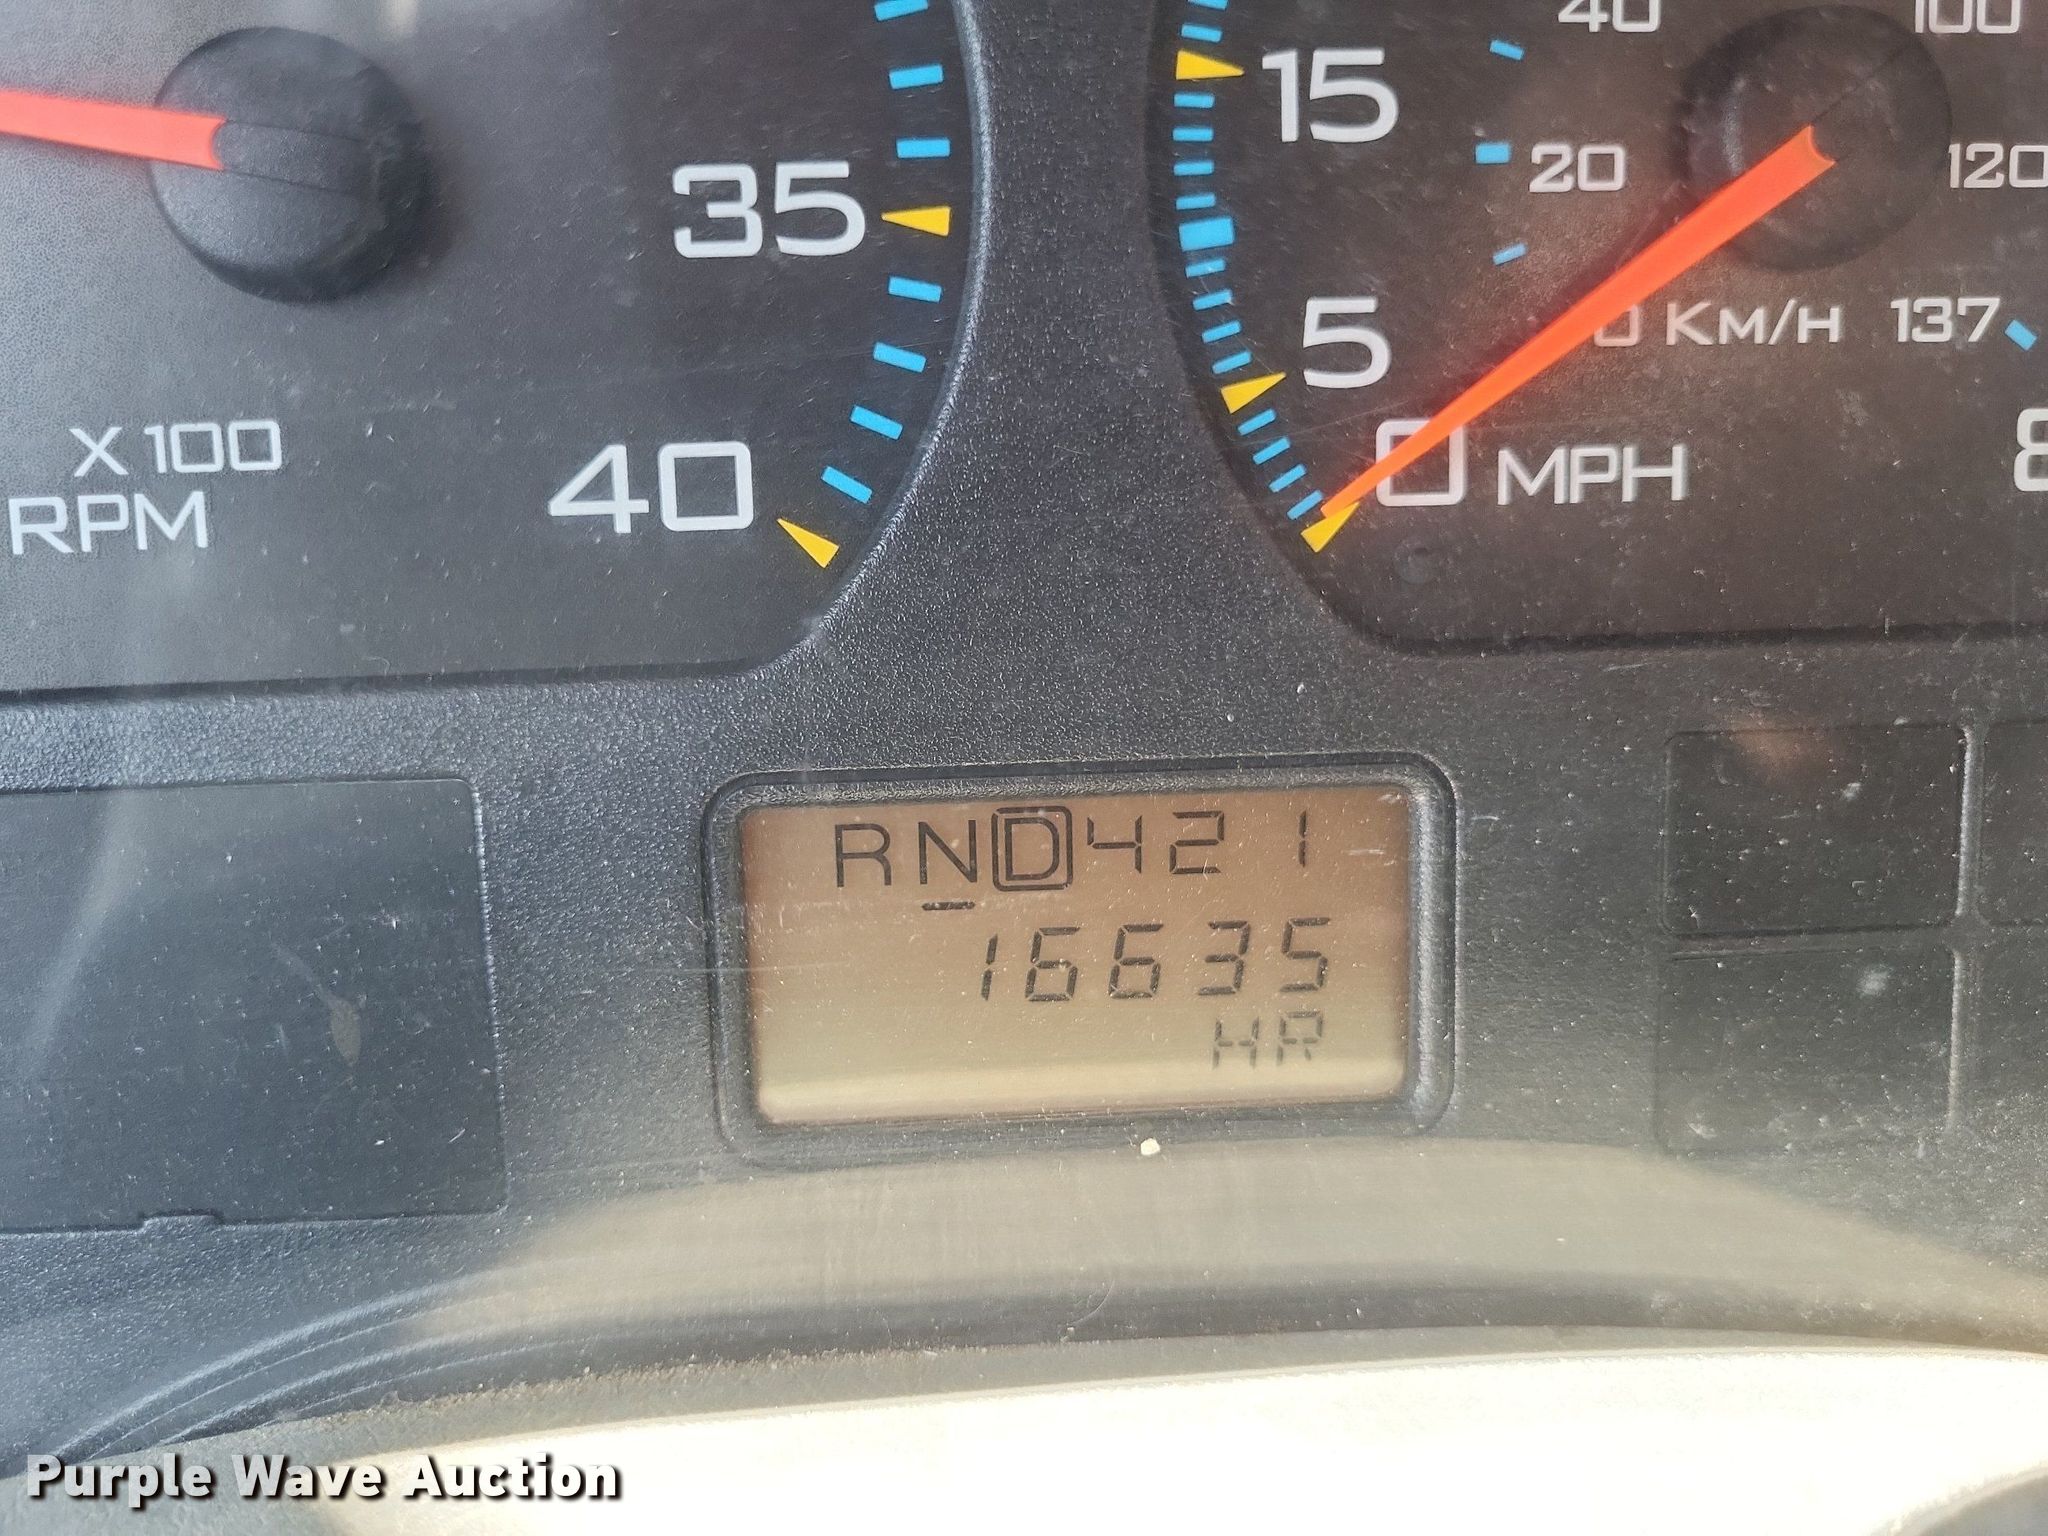 40 100
15
20 120
35
5
0 KM/H 137
X 100
RPM
40
0 MPH
RND421
16635
HR
Purple Wave Auction